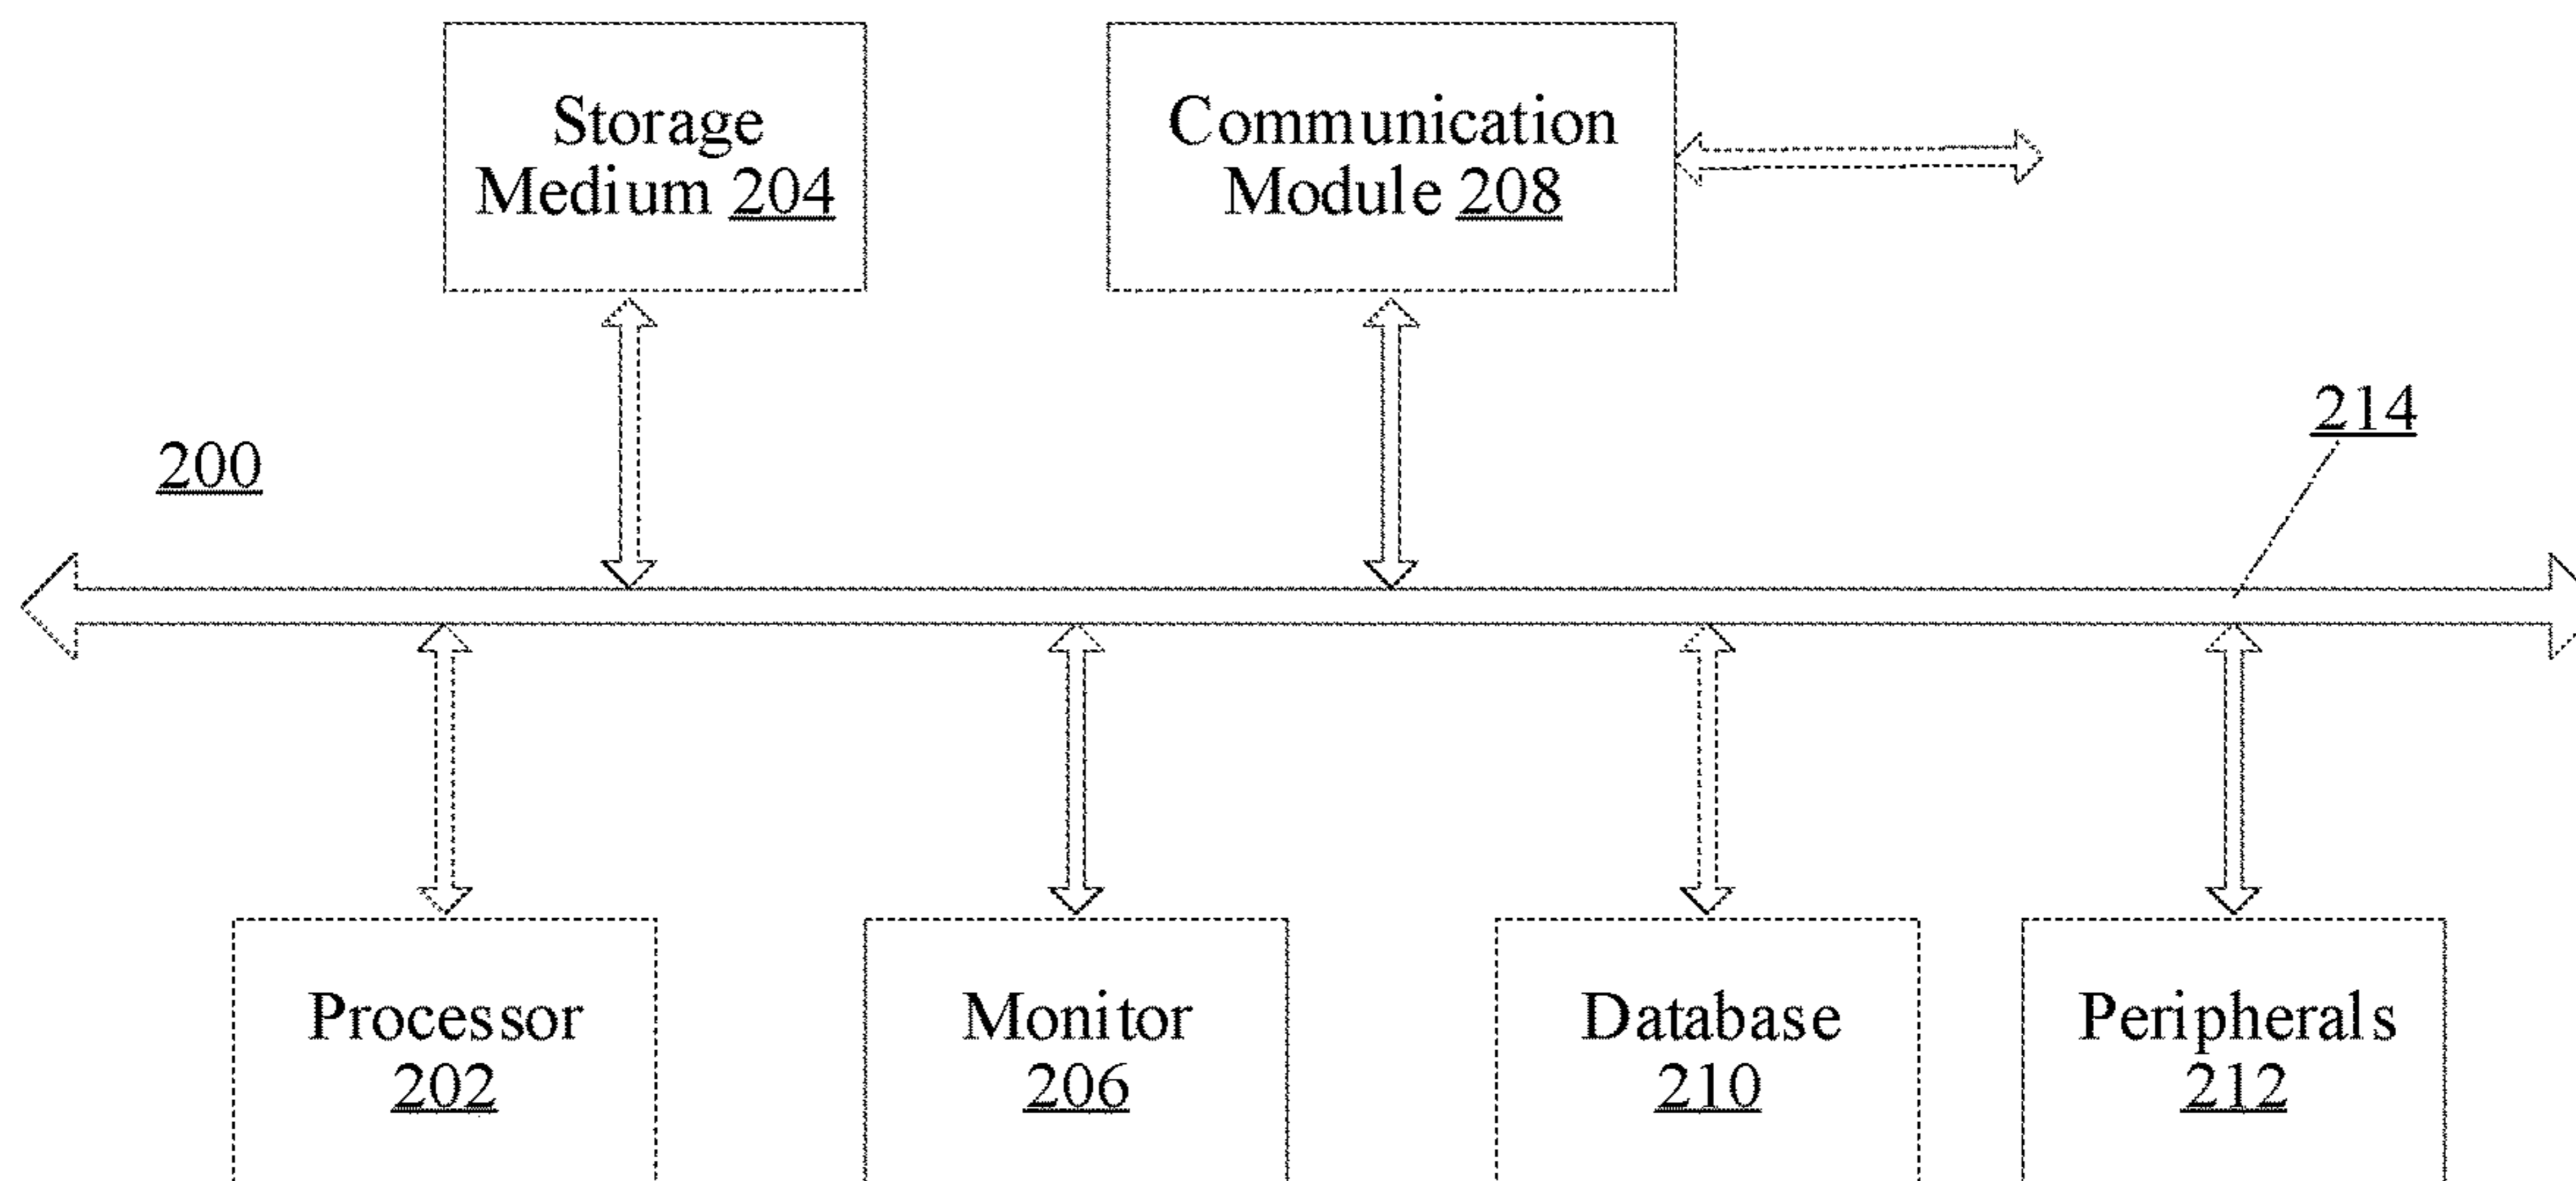 Storage
Medium 204
Communication
Module 208
200
214
Processor
202
Monitor
206
Database
210
Peripherals
212